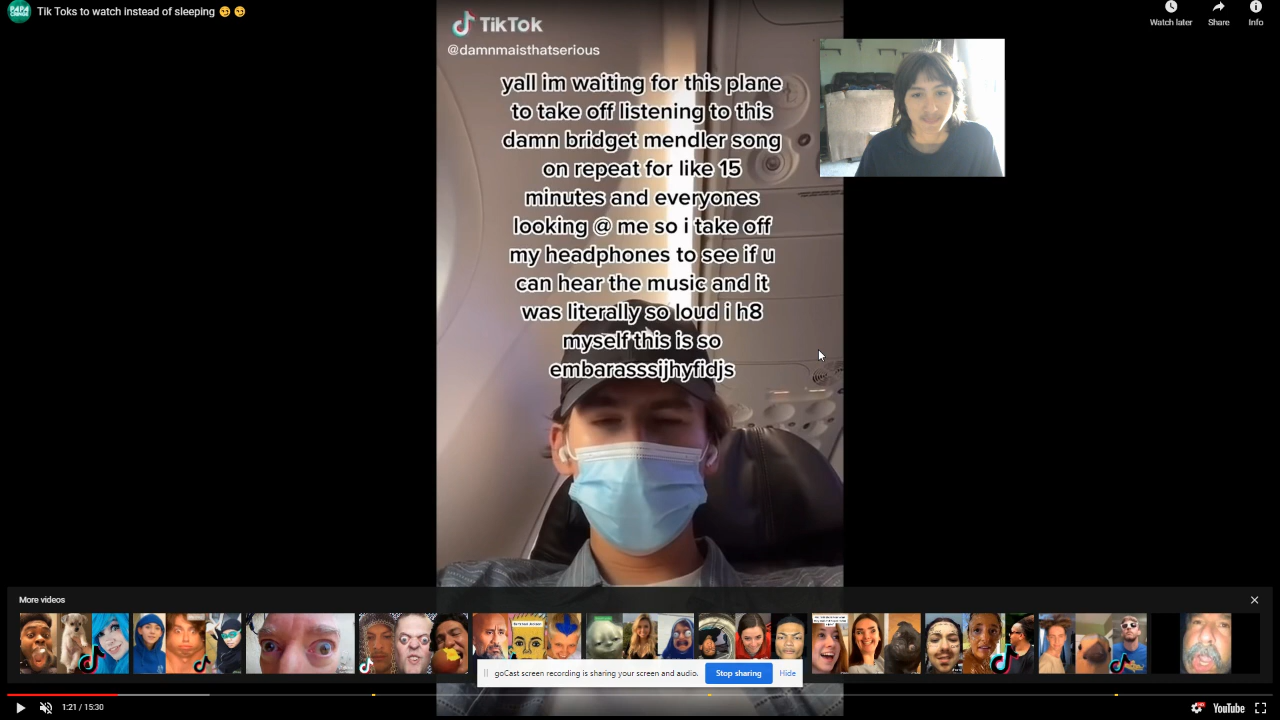 Tik Toks to watch instead of sleeping 😏 😏
Watch later
Share
Info
TikTok
@damnmaisthatserious
yall im waiting for this plane
to take off listening to this
damn bridget mendler song
on repeat for like 15
minutes and everyones
looking @ me so i take off
my headphones to see if u
can hear the music and it
was literally so loud i h8
myself this is so
embarasssijhyfidjs
More videos
goCast screen recording is sharing your screen and audio.
Stop sharing
Hide
1:21 / 15:30
HD
YouTube